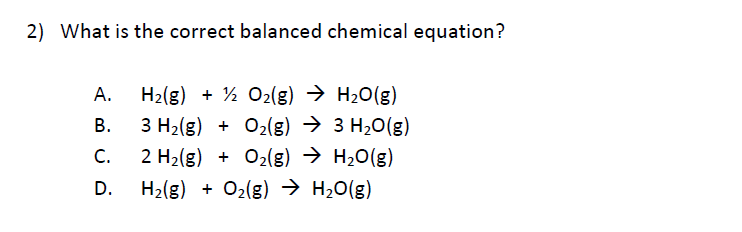 2) What is the correct balanced chemical equation?
A. H₂(g) + ½ O₂(g) → H₂O(g)
B. 3 H₂(g) + O₂(g) → 3 H₂O(g)
C. 2 H₂(g) + O₂(g) → H₂O(g)
D. H₂(g) + O₂(g) → H₂O(g)